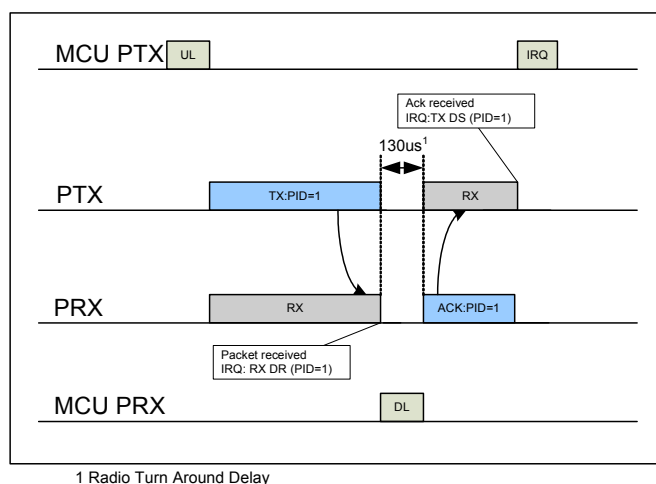 MCU PTX
UL
IRQ
Ack received
IRQ:TX DS (PID=1)
130us1
PTX
TX:PID=1
RX
PRX
RX
ACK:PID=1
Packet received
IRQ: RX DR (PID=1)
MCU PRX
DL
1 Radio Turn Around Delay